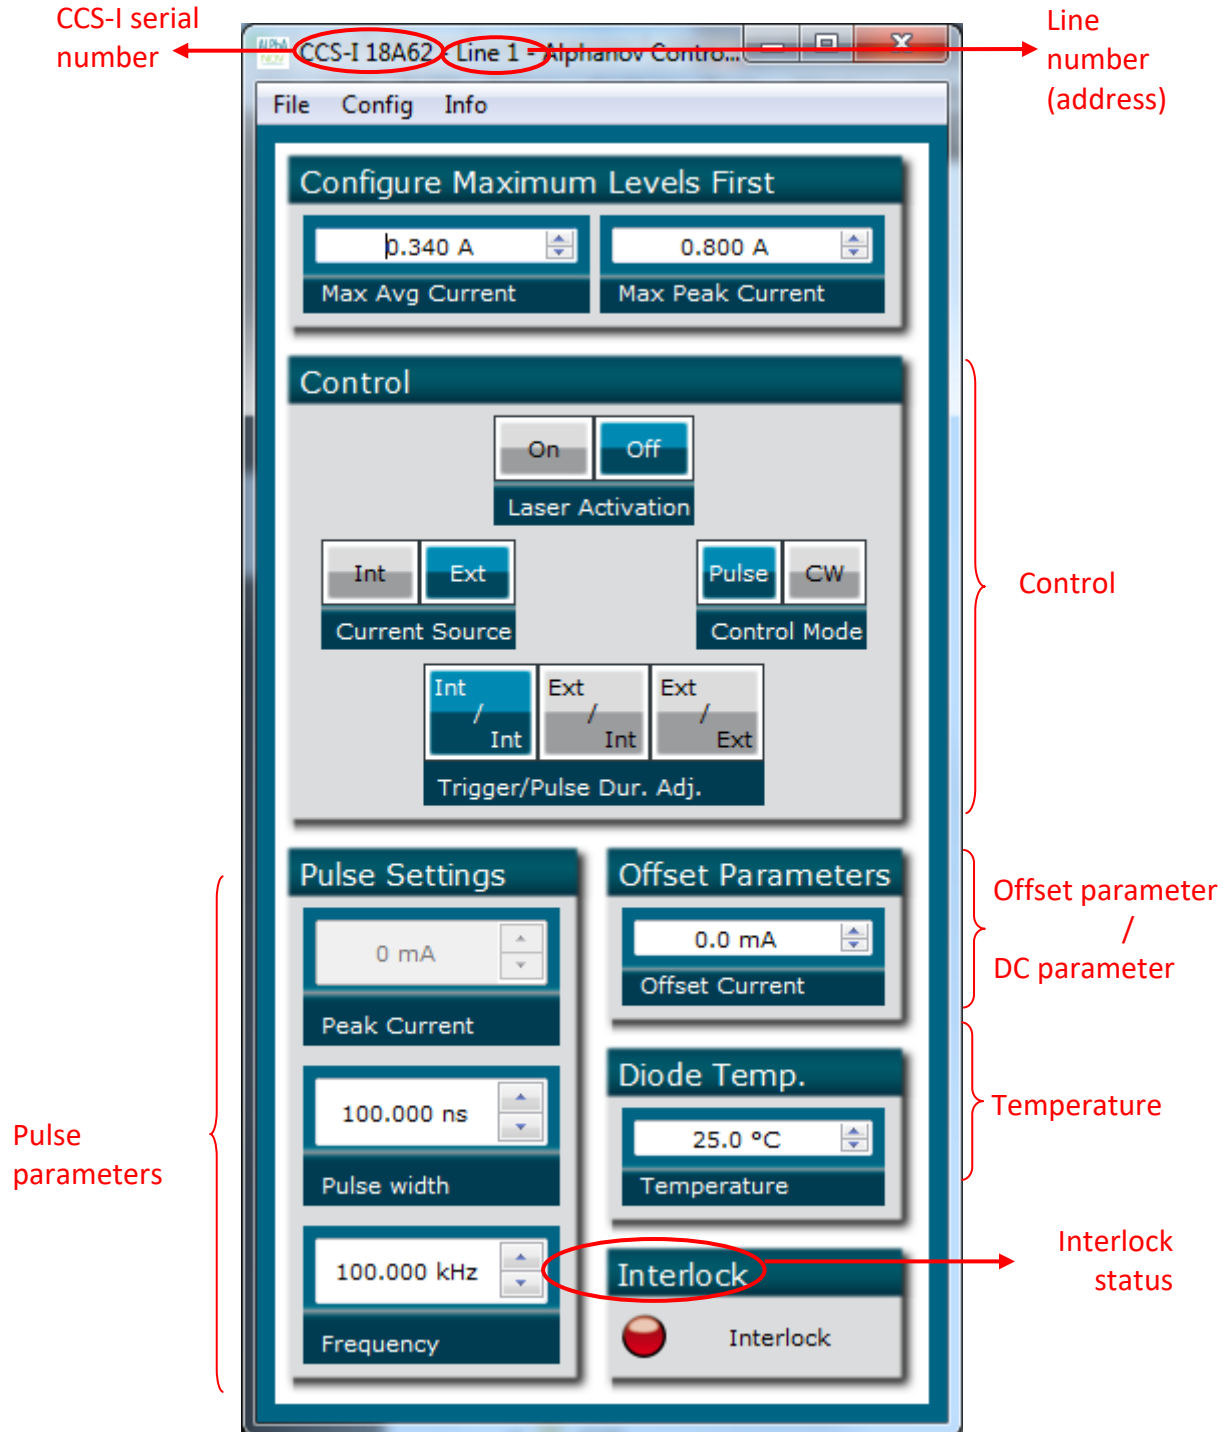 CCS-I serial
number
Line
number
(address)
CCS-I 18A62 - Line 1 - Alphanov Contro...
File Config Info
Configure Maximum Levels First
0.340 A
0.800 A
Max Avg Current
Max Peak Current
Control
On
Off
Laser Activation
Int
Ext
Current Source
Pulse
CW
Control Mode
Int
/
Int
Ext
/
Int
Ext
/
Ext
Trigger/Pulse Dur. Adj.
Control
Pulse Settings
0 mA
Peak Current
100.000 ns
Pulse width
100.000 kHz
Frequency
Pulse
parameters
Offset Parameters
0.0 mA
Offset Current
Offset parameter
/
DC parameter
Diode Temp.
25.0 °C
Temperature
Temperature
Interlock
Interlock
Interlock
status